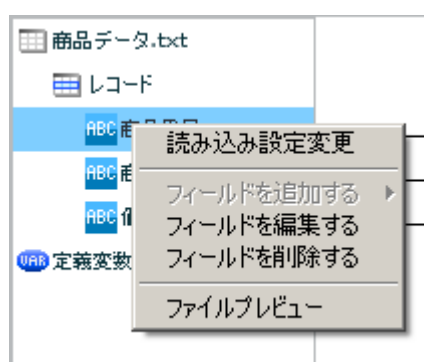 商品データ.txt
レコード
ABC
読み込み設定変更
ABC
フィールドを追加する
ABC
フィールドを編集する
VAR 定義変数
フィールドを削除する
ファイルプレビュー